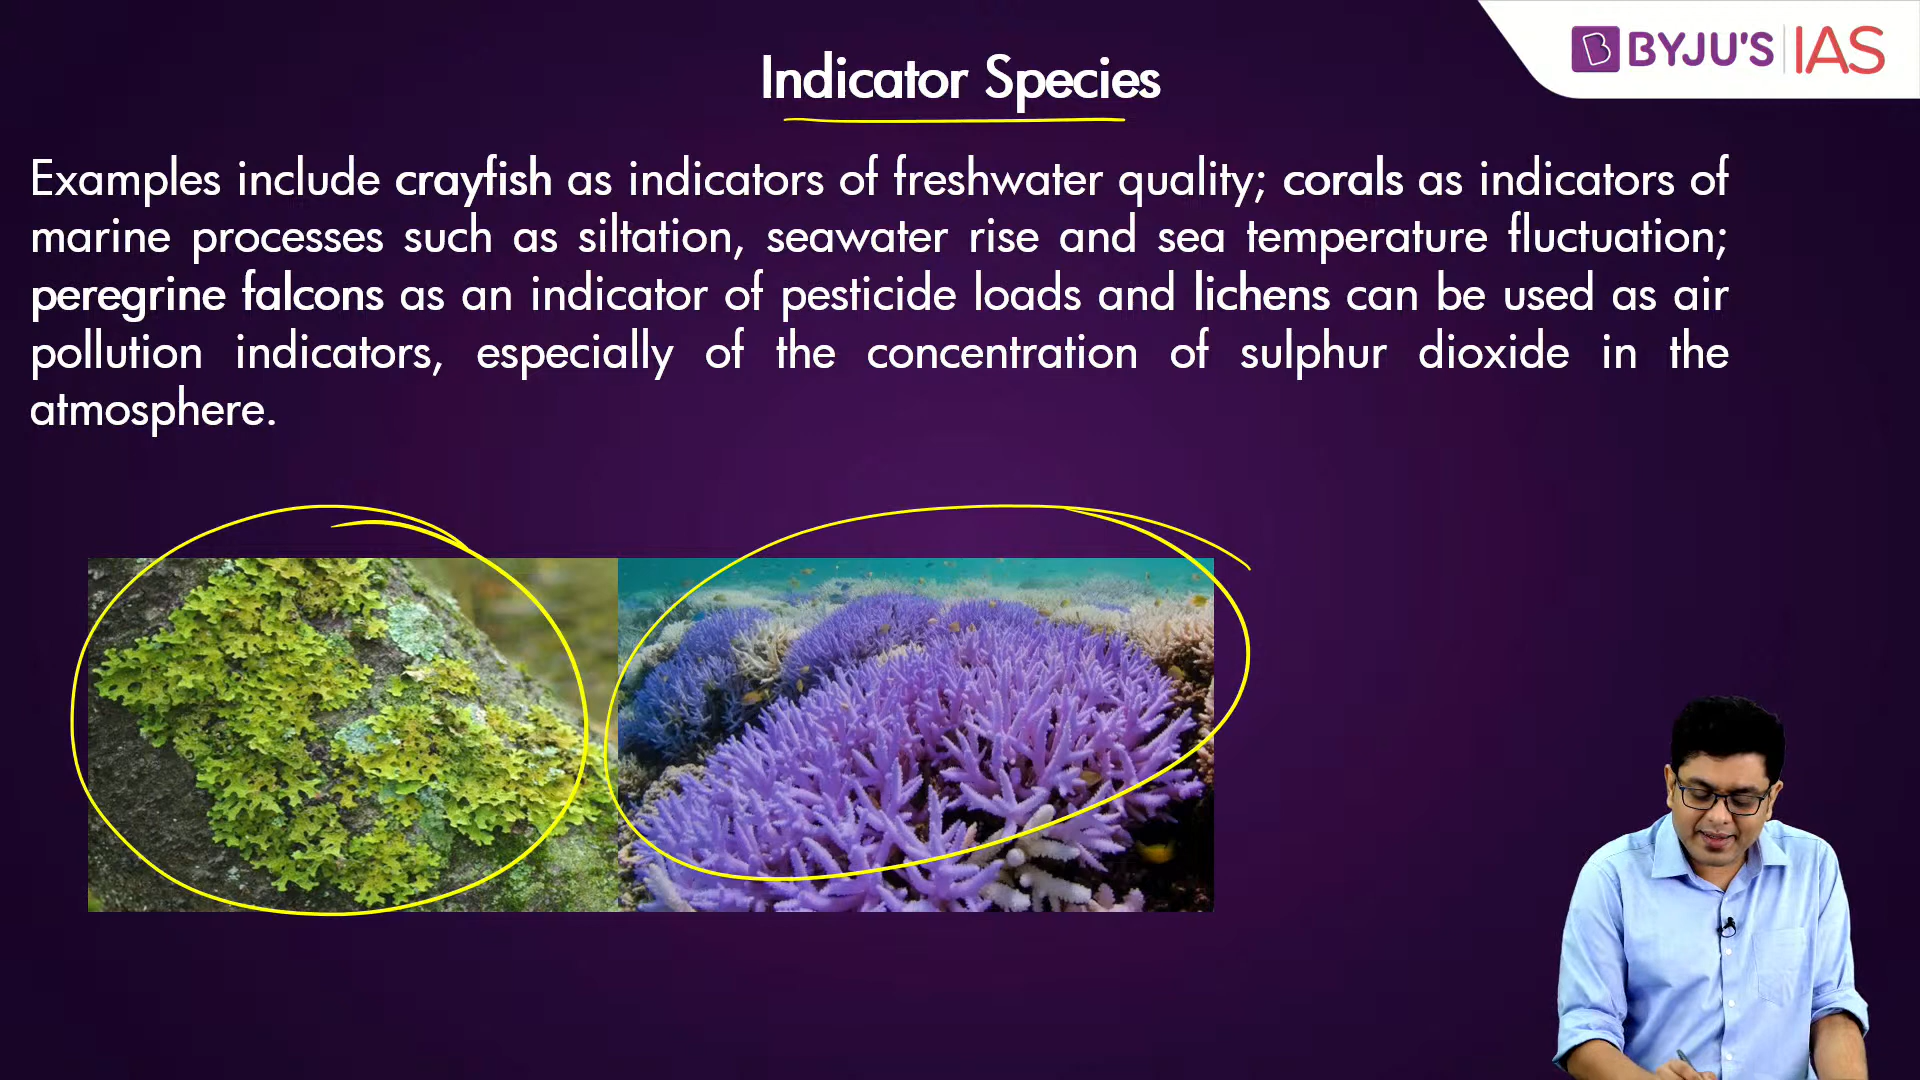 BYJU'S IAS
Indicator Species
Examples include crayfish as indicators of freshwater quality; corals as indicators of
marine processes such as siltation, seawater rise and sea temperature fluctuation;
peregrine falcons as an indicator of pesticide loads and lichens can be used as air
pollution indicators, especially of the concentration of sulphur dioxide in the
atmosphere.